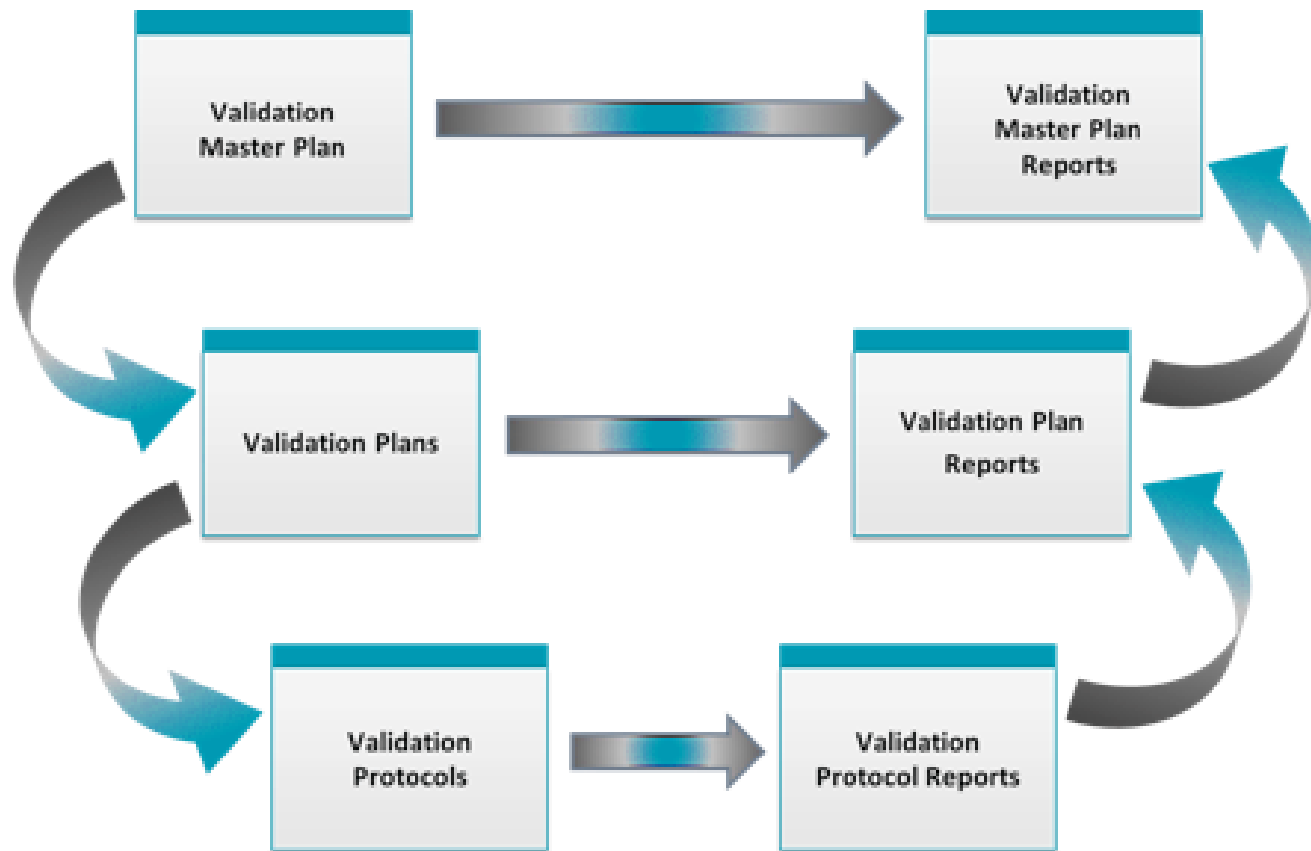 Validation
Master Plan
Validation
Master Plan
Reports
Validation Plans
Validation Plan
Reports
Validation
Protocols
Validation
Protocol Reports